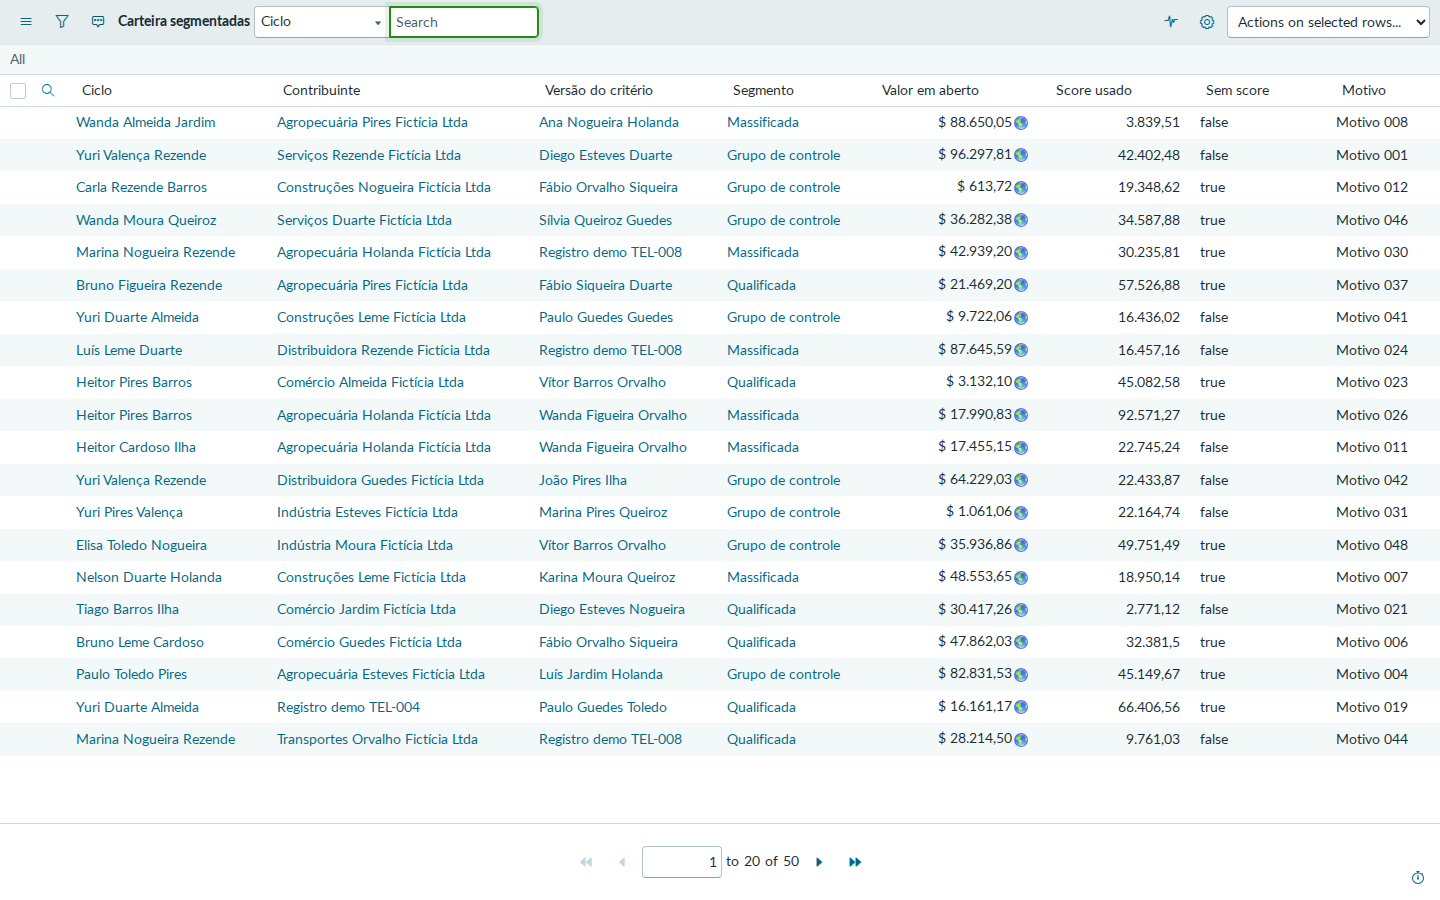 Carteira segmentadas Ciclo Search Actions on selected rows...
All
Ciclo Contribuinte Versão do critério Segmento Valor em aberto Score usado Sem score Motivo
Wanda Almeida Jardim Agropecuária Pires Fictícia Ltda Ana Nogueira Holanda Massificada $ 88.650,05 3.839,51 false Motivo 008
Yuri Valença Rezende Serviços Rezende Fictícia Ltda Diego Esteves Duarte Grupo de controle $ 96.297,81 42.402,48 false Motivo 001
Carla Rezende Barros Construções Nogueira Fictícia Ltda Fábio Orvalho Siqueira Grupo de controle $ 613,72 19.348,62 true Motivo 012
Wanda Moura Queiroz Serviços Duarte Fictícia Ltda Sílvia Queiroz Guedes Grupo de controle $ 36.282,38 34.587,88 true Motivo 046
Marina Nogueira Rezende Agropecuária Holanda Fictícia Ltda Registro demo TEL-008 Massificada $ 42.939,20 30.235,81 true Motivo 030
Bruno Figueira Rezende Agropecuária Pires Fictícia Ltda Fábio Siqueira Duarte Qualificada $ 21.469,20 57.526,88 true Motivo 037
Yuri Duarte Almeida Construções Leme Fictícia Ltda Paulo Guedes Guedes Grupo de controle $ 9.722,06 16.436,02 false Motivo 041
Luís Leme Duarte Distribuidora Rezende Fictícia Ltda Registro demo TEL-008 Massificada $ 87.645,59 16.457,16 false Motivo 024
Heitor Pires Barros Comércio Almeida Fictícia Ltda Vítor Barros Orvalho Qualificada $ 3.132,10 45.082,58 true Motivo 023
Heitor Pires Barros Agropecuária Holanda Fictícia Ltda Wanda Figueira Orvalho Massificada $ 17.990,83 92.571,27 true Motivo 026
Heitor Cardoso Ilha Agropecuária Holanda Fictícia Ltda Wanda Figueira Orvalho Massificada $ 17.455,15 22.745,24 false Motivo 011
Yuri Valença Rezende Distribuidora Guedes Fictícia Ltda João Pires Ilha Grupo de controle $ 64.229,03 22.433,87 false Motivo 042
Yuri Pires Valença Indústria Esteves Fictícia Ltda Marina Pires Queiroz Grupo de controle $ 1.061,06 22.164,74 false Motivo 031
Elisa Toledo Nogueira Indústria Moura Fictícia Ltda Vítor Barros Orvalho Grupo de controle $ 35.936,86 49.751,49 true Motivo 048
Nelson Duarte Holanda Construções Leme Fictícia Ltda Karina Moura Queiroz Massificada $ 48.553,65 18.950,14 true Motivo 007
Tiago Barros Ilha Comércio Jardim Fictícia Ltda Diego Esteves Nogueira Qualificada $ 30.417,26 2.771,12 false Motivo 021
Bruno Leme Cardoso Comércio Guedes Fictícia Ltda Fábio Orvalho Siqueira Qualificada $ 47.862,03 32.381,5 true Motivo 006
Paulo Toledo Pires Agropecuária Esteves Fictícia Ltda Luís Jardim Holanda Grupo de controle $ 82.831,53 45.149,67 true Motivo 004
Yuri Duarte Almeida Registro demo TEL-004 Paulo Guedes Toledo Qualificada $ 16.161,17 66.406,56 true Motivo 019
Marina Nogueira Rezende Transportes Orvalho Fictícia Ltda Registro demo TEL-008 Qualificada $ 28.214,50 9.761,03 false Motivo 044
1 to 20 of 50